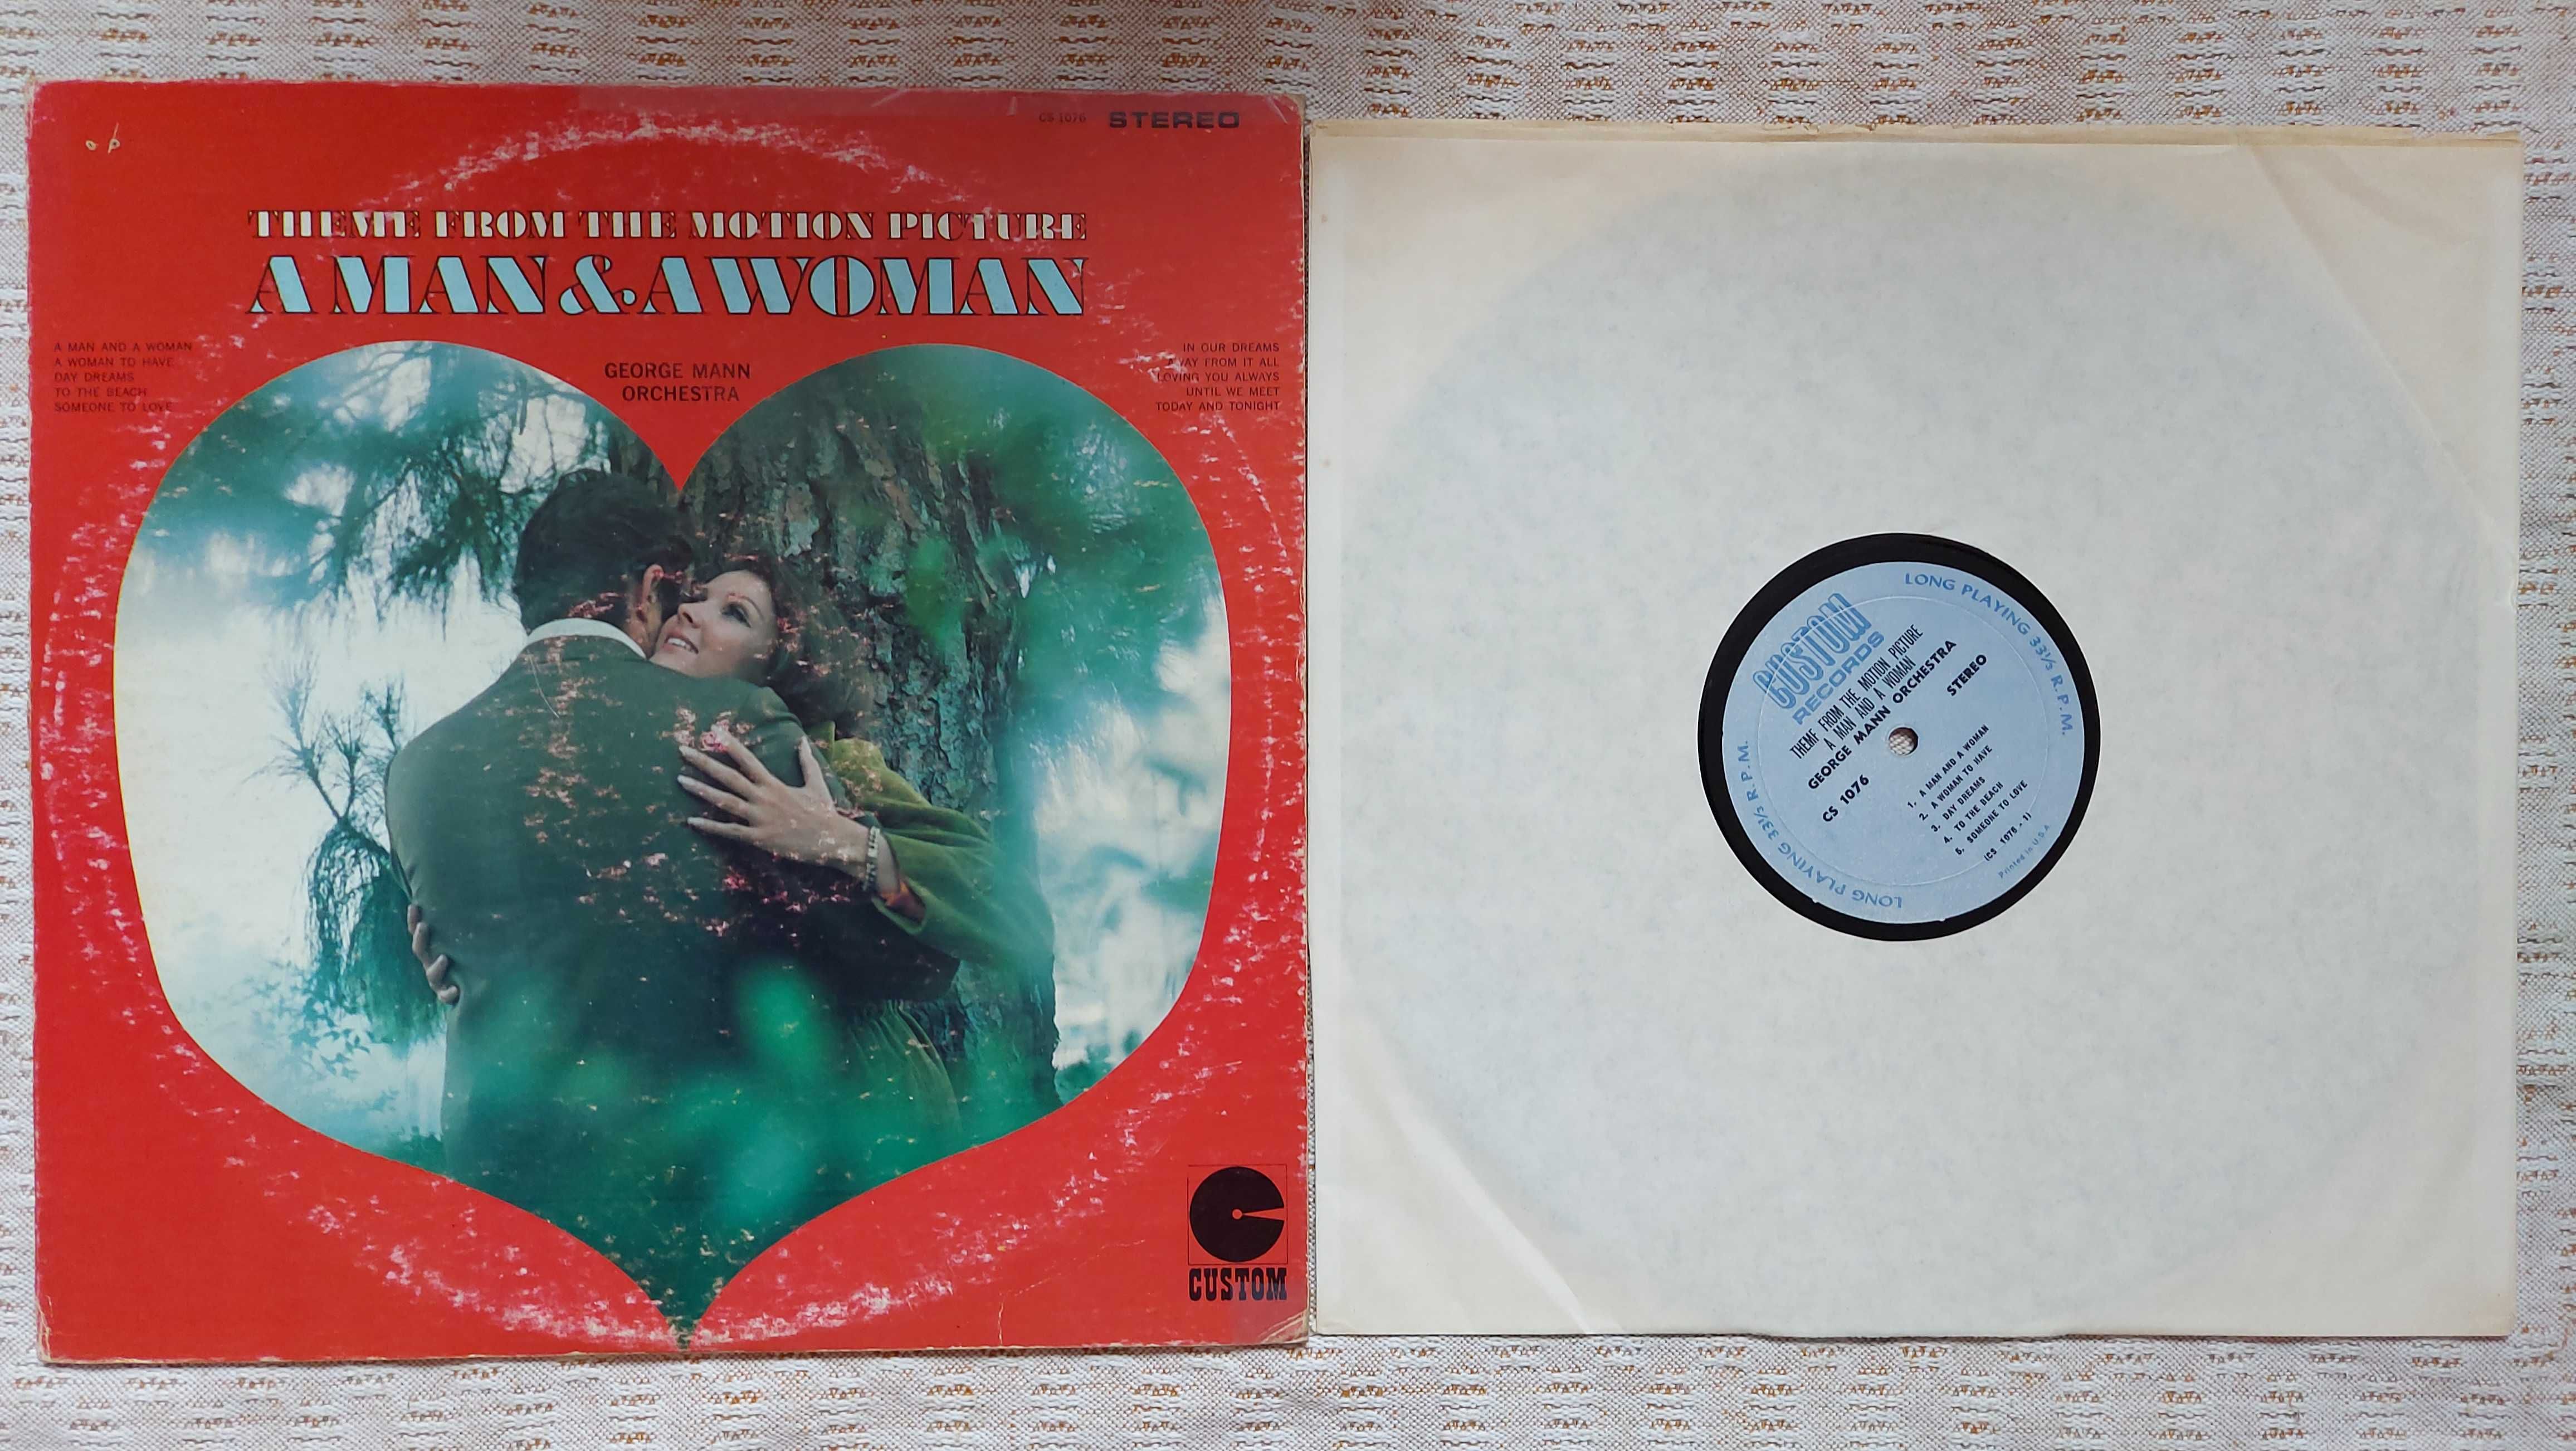 CS 1076 STEREO
THEME FROM THE MOTION PICTURE
A MAN & A WOMAN
A MAN AND A WOMAN
A WOMAN TO HAVE
DAY DREAMS
TO THE BEACH
SOMEONE TO LOVE
GEORGE MANN
ORCHESTRA
IN OUR DREAMS
AWAY FROM IT ALL
LOVING YOU ALWAYS
UNTIL WE MEET
TODAY AND TONIGHT
CUSTOM
LONG PLAYING 33⅓ R.P.M.
CUSTOM
RECORDS
THEME FROM THE MOTION PICTURE
A MAN AND A WOMAN
GEORGE MANN ORCHESTRA
CS 1076 STEREO
1. A MAN AND A WOMAN
2. A WOMAN TO HAVE
3. DAY DREAMS
4. TO THE BEACH
5. SOMEONE TO LOVE
(CS 1076 - 1)
Printed in U.S.A.
LONG PLAYING 33⅓ R.P.M.